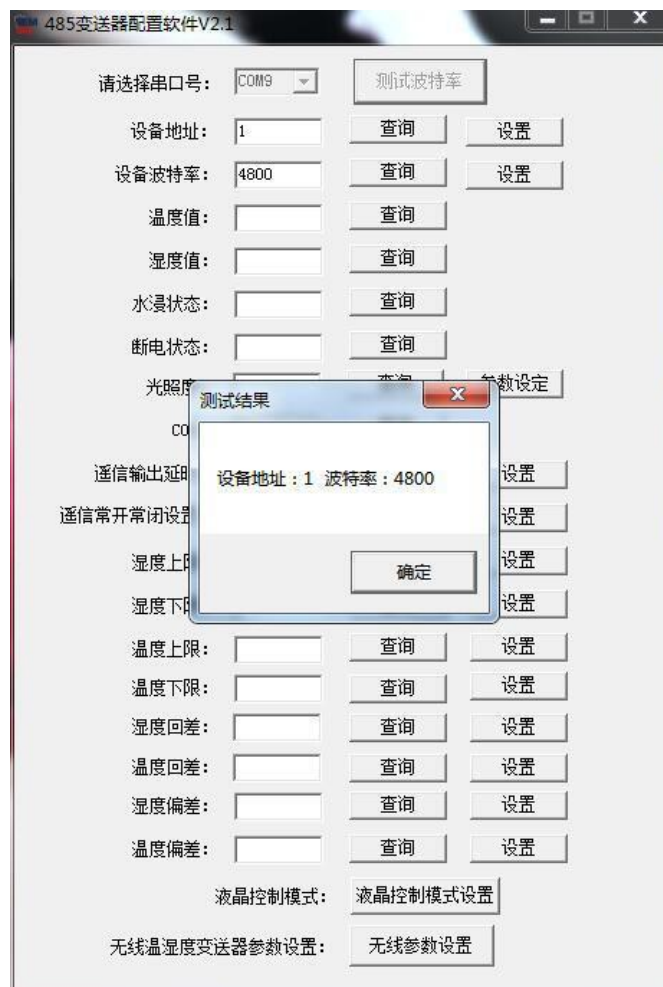 485变送器配置软件V2.1
请选择串口号： COM9 测试波特率
设备地址： 1 查询 设置
设备波特率： 4800 查询 设置
温度值： 查询
湿度值： 查询
水浸状态： 查询
断电状态： 查询
光照度 参数设定
测试结果
CO
设备地址：1 波特率：4800
遥信输出延时 设置
遥信常开常闭设置 设置
确定
湿度上限 设置
湿度下限 设置
温度上限： 查询 设置
温度下限： 查询 设置
湿度回差： 查询 设置
温度回差： 查询 设置
湿度偏差： 查询 设置
温度偏差： 查询 设置
液晶控制模式： 液晶控制模式设置
无线温湿度变送器参数设置： 无线参数设置